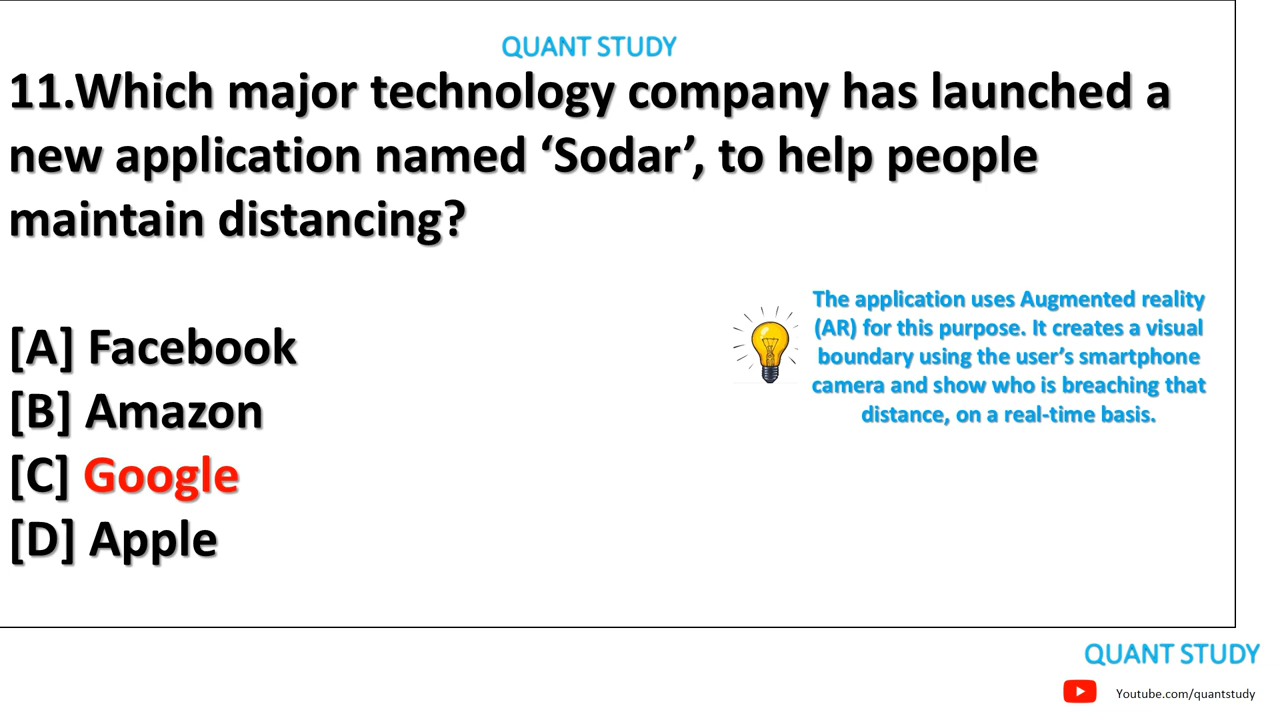 QUANT STUDY
11.Which major technology company has launched a
new application named ‘Sodar’, to help people
maintain distancing?
[A] Facebook
[B] Amazon
[C] Google
[D] Apple
The application uses Augmented reality
(AR) for this purpose. It creates a visual
boundary using the user’s smartphone
camera and show who is breaching that
distance, on a real-time basis.
QUANT STUDY
Youtube.com/quantstudy